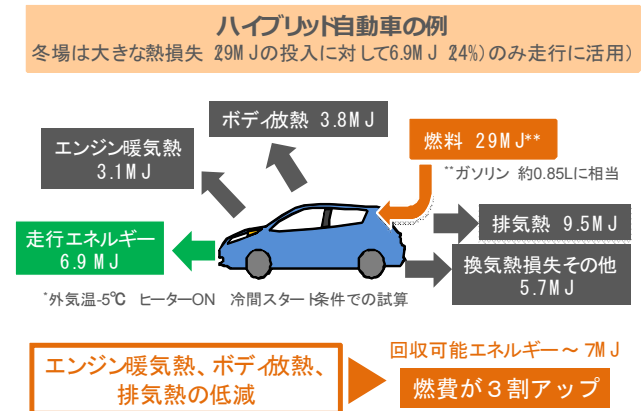 ハイブリッド自動車の例
冬場は大きな熱損失 29MJの投入に対して6.9MJ 24%)のみ走行に活用)
ボディ放熱 3.8MJ
エンジン暖気熱
3.1MJ
燃料 29MJ**
**ガソリン 約0.85Lに相当
走行エネルギー
6.9 MJ
排気熱 9.5MJ
換気熱損失その他
5.7MJ
*外気温-5℃ ヒーターON 冷間スタート条件での試算
エンジン暖気熱、ボディ放熱、
排気熱の低減
回収可能エネルギー～7MJ
燃費が3割アップ